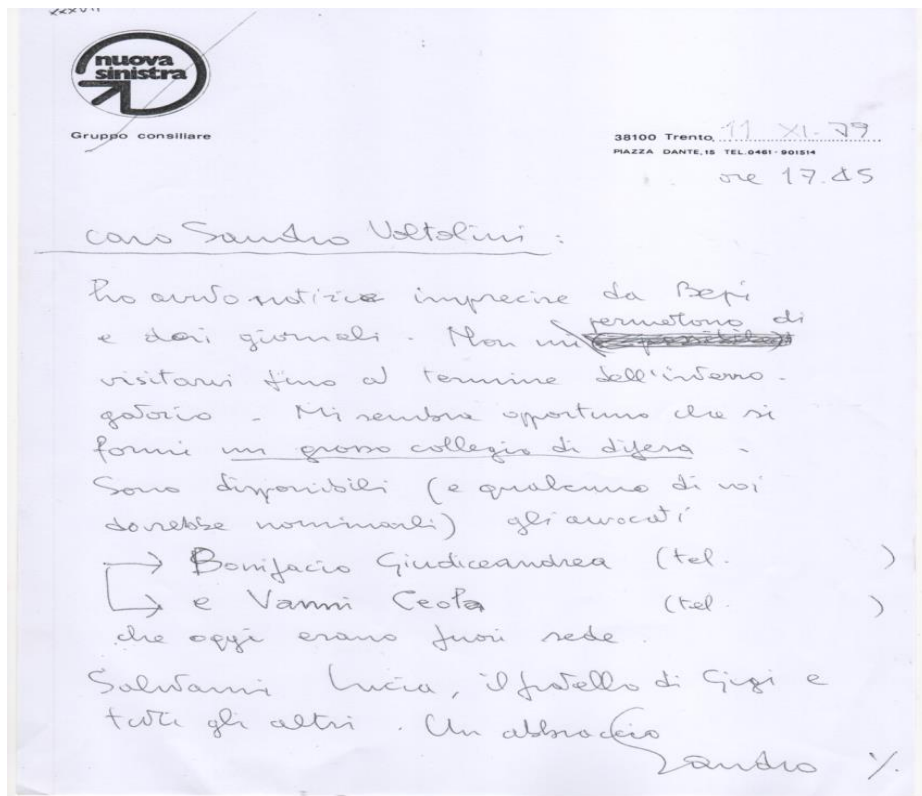 XXXVII
nuova
sinistra
Gruppo consiliare
38100 Trento, 11 XI-79
PIAZZA DANTE, 15 TEL. 0461-901514
ore 17.45
caro Sandro Voltolini :
ho avuto notizie imprecise da Bepi
e dai giornali. Non mi permettono di
visitarvi fino al termine dell'interro-
gatorio. Mi sembra opportuno che si
formi un grosso collegio di difesa.
Sono disponibili (e qualcuno di voi
dovrebbe nominarli) gli avvocati
→ Bonifacio Giudiceandrea (tel. )
→ e Vanni Ceola (tel. )
che oggi erano fuori sede.
Salutami Lucia, il fratello di Gigi e
tutti gli altri. Un abbraccio
Sandro %